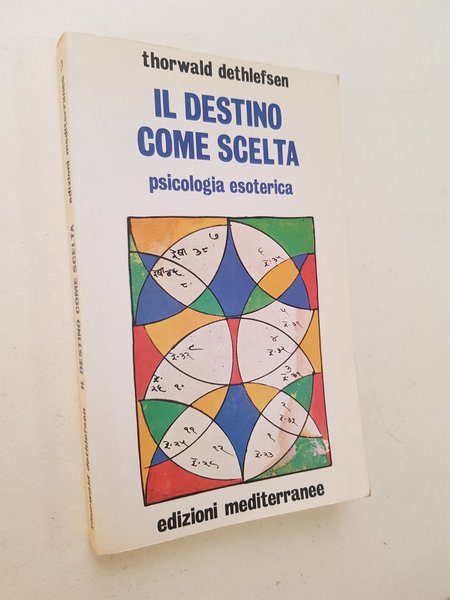 thorwald dethlefsen
IL DESTINO
COME SCELTA
psicologia esoterica
edizioni mediterranee
thorwald dethlefsen IL DESTINO COME SCELTA edizioni mediterranee